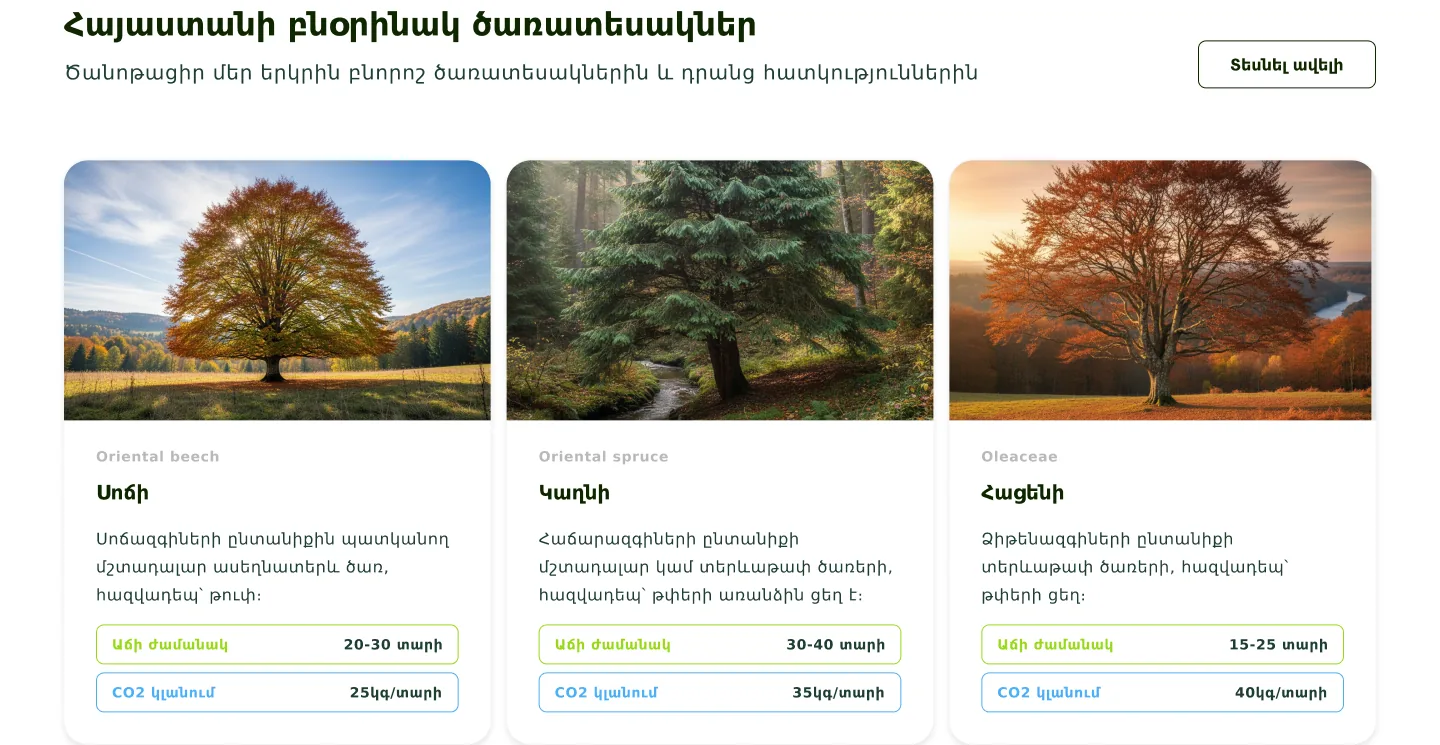 Հայաստանի բնօրինակ ծառատեսակներ
Ծանոթացիր մեր երկրին բնորոշ ծառատեսակներին և դրանց հատկություններին
Տեսնել ավելի
Oriental beech
Սոճի
Սոճազգիների ընտանիքին պատկանող
մշտադալար ասեղնատերև ծառ,
հազվադեպ՝ թուփ։
Աճի ժամանակ 20-30 տարի
CO2 կլանում 25կգ/տարի
Oriental spruce
Կաղնի
Հաճարազգիների ընտանիքի
մշտադալար կամ տերևաթափ ծառերի,
հազվադեպ՝ թփերի առանձին ցեղ է։
Աճի ժամանակ 30-40 տարի
CO2 կլանում 35կգ/տարի
Oleaceae
Հացենի
Ձիթենազգիների ընտանիքի
տերևաթափ ծառերի, հազվադեպ՝
թփերի ցեղ։
Աճի ժամանակ 15-25 տարի
CO2 կլանում 40կգ/տարի